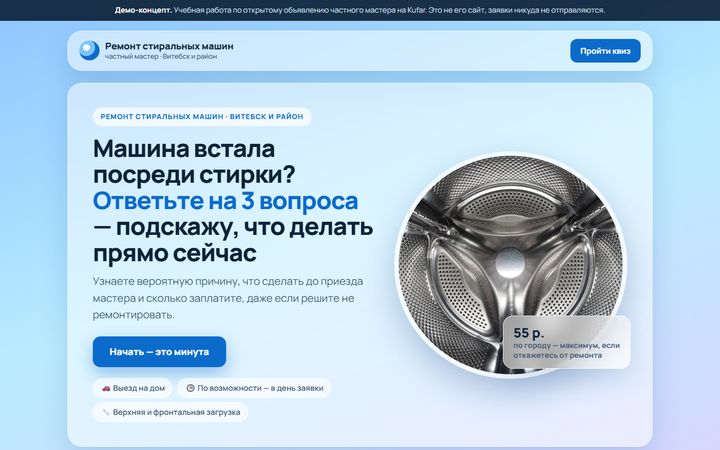 Демо-концепт. Учебная работа по открытому объявлению частного мастера на Kufar. Это не его сайт, заявки никуда не отправляются.
Ремонт стиральных машин
частный мастер · Витебск и район
Пройти квиз
РЕМОНТ СТИРАЛЬНЫХ МАШИН · ВИТЕБСК И РАЙОН
Машина встала
посреди стирки?
Ответьте на 3 вопроса
— подскажу, что делать
прямо сейчас
Узнаете вероятную причину, что сделать до приезда
мастера и сколько заплатите, даже если решите не
ремонтировать.
Начать — это минута
Выезд на дом
По возможности — в день заявки
Верхняя и фронтальная загрузка
55 р.
по городу — максимум, если
откажетесь от ремонта